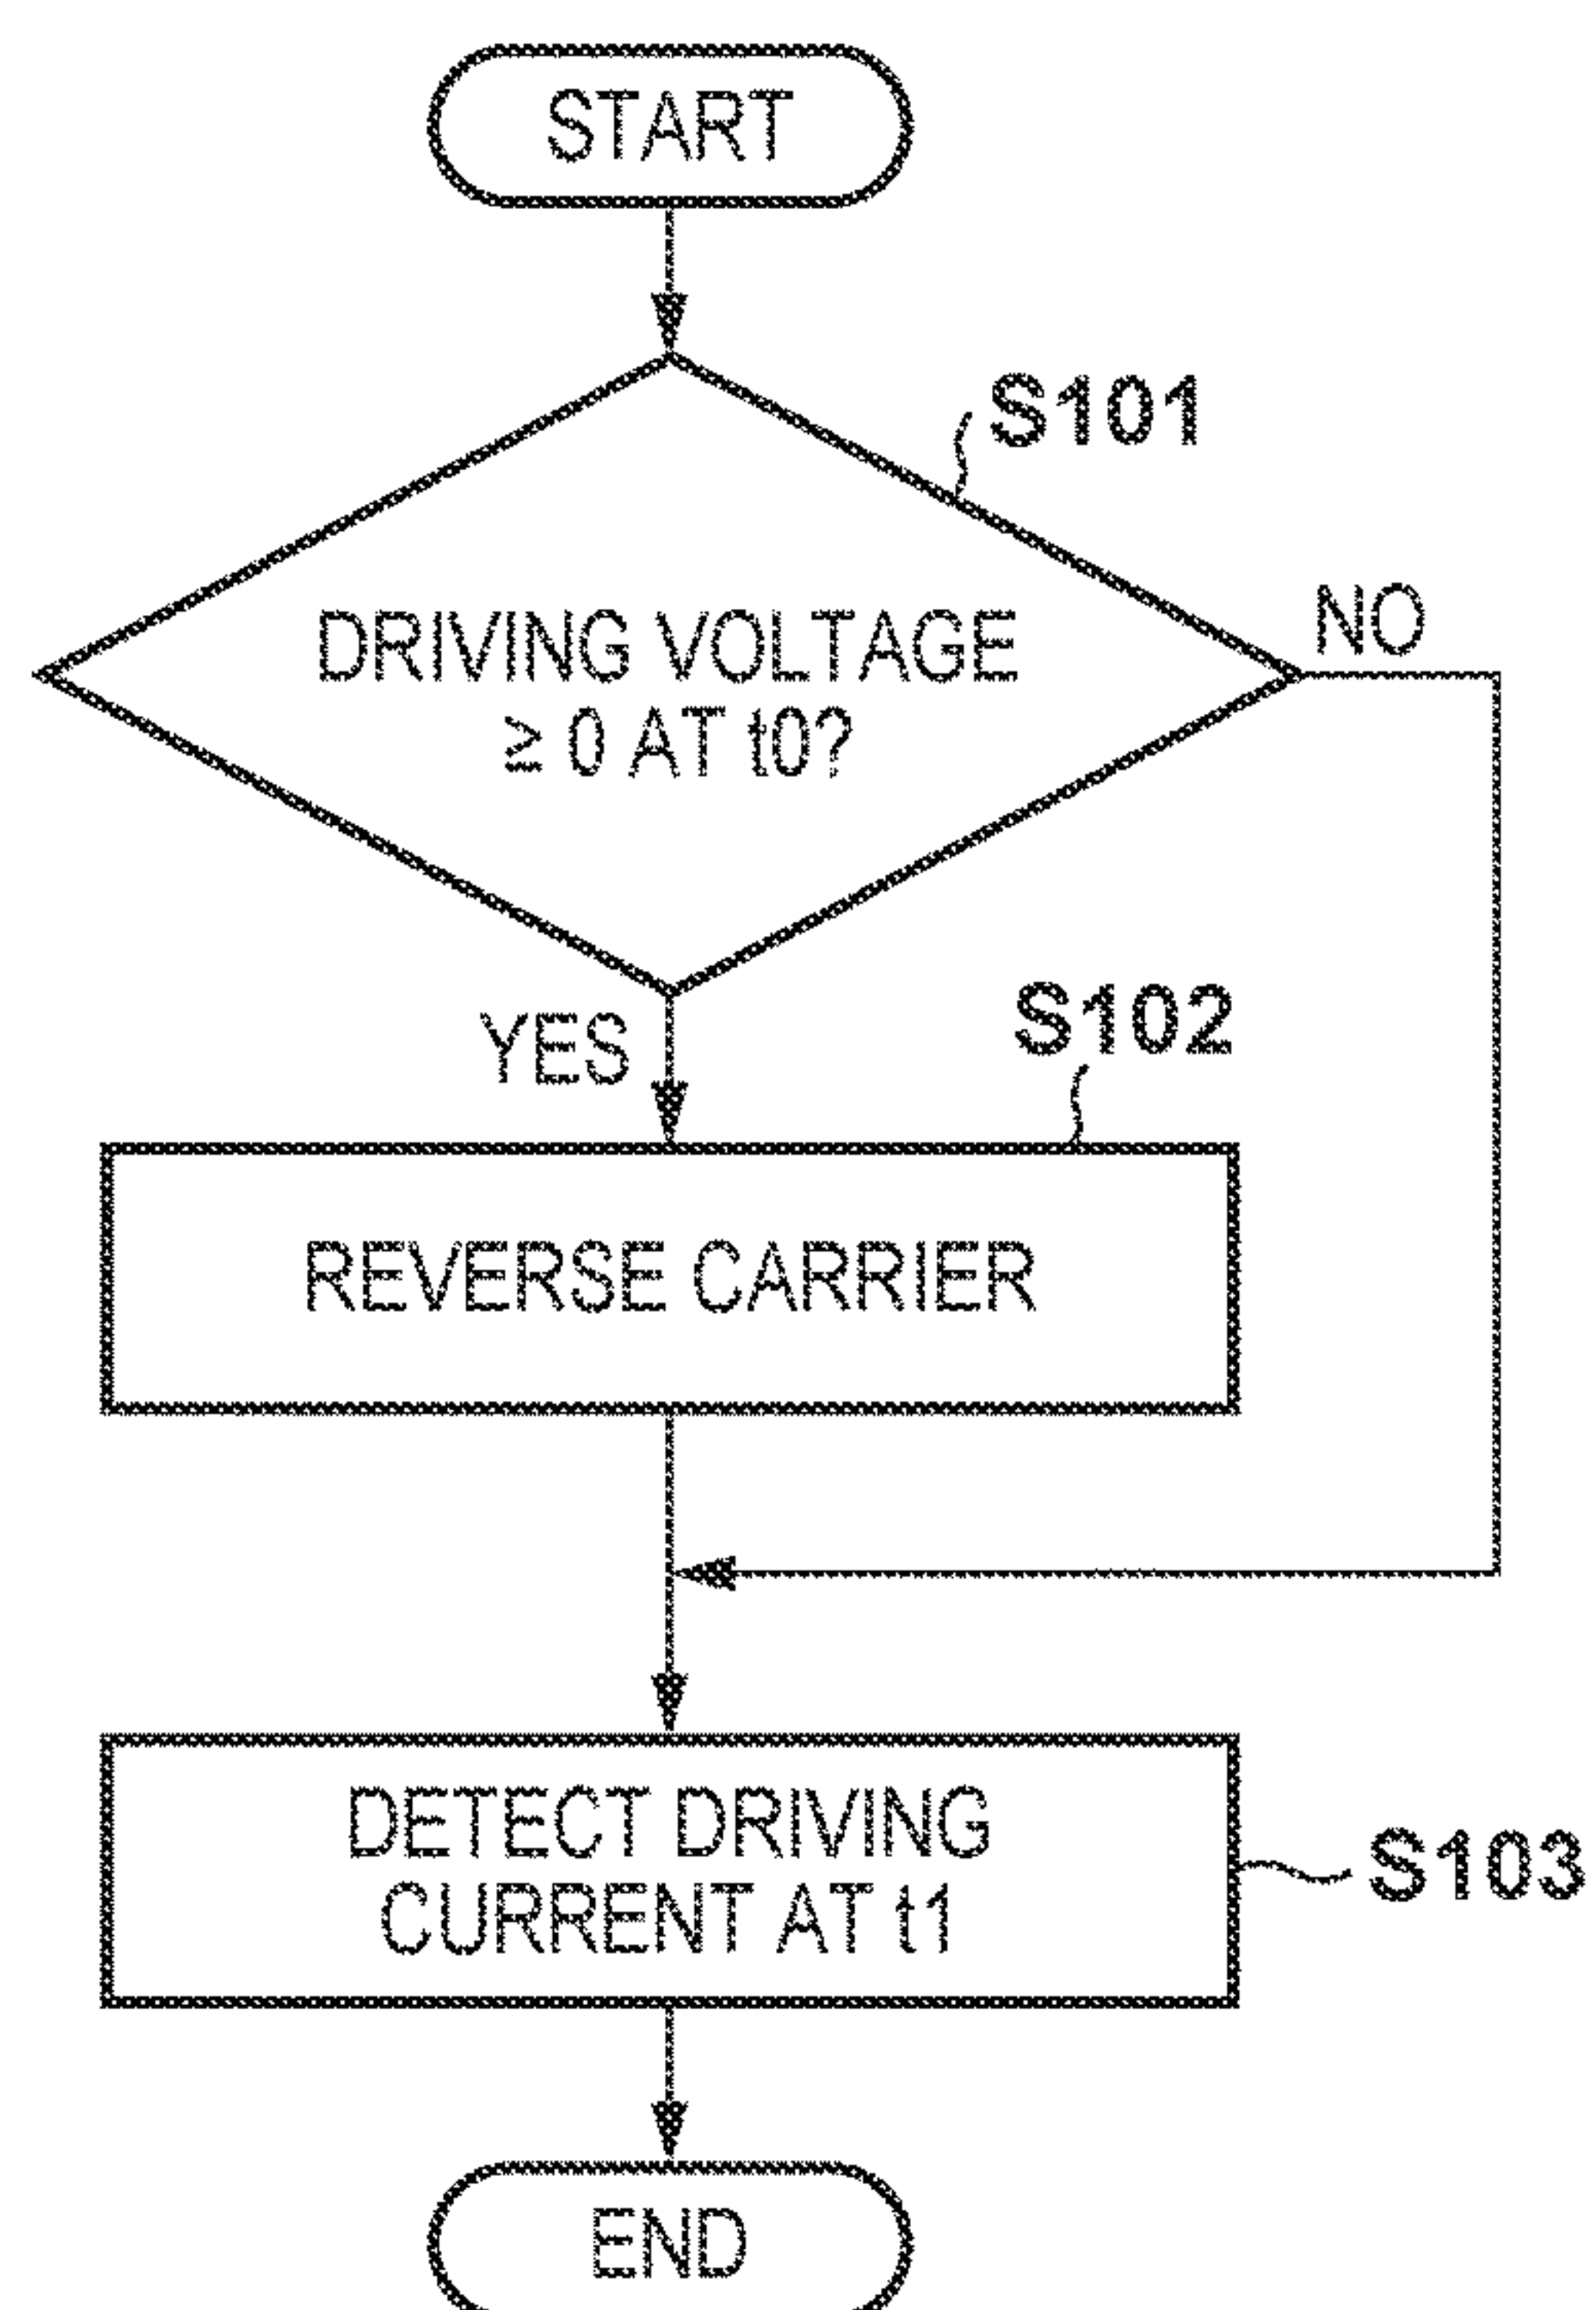 START
S101
DRIVING VOLTAGE
≥ 0 AT t0?
NO
YES
S102
REVERSE CARRIER
DETECT DRIVING
CURRENT AT t1
S103
END